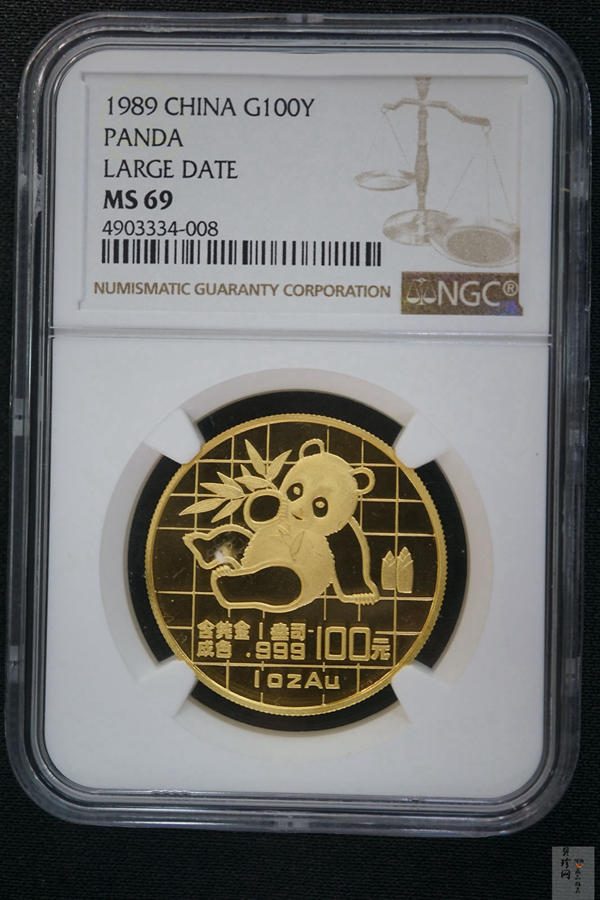 1989 CHINA G100Y
PANDA
LARGE DATE
MS 69
4903334-008
NUMISMATIC GUARANTY CORPORATION
NGC®
含纯金 1 盎司 100元
成色 .999
1ozAu